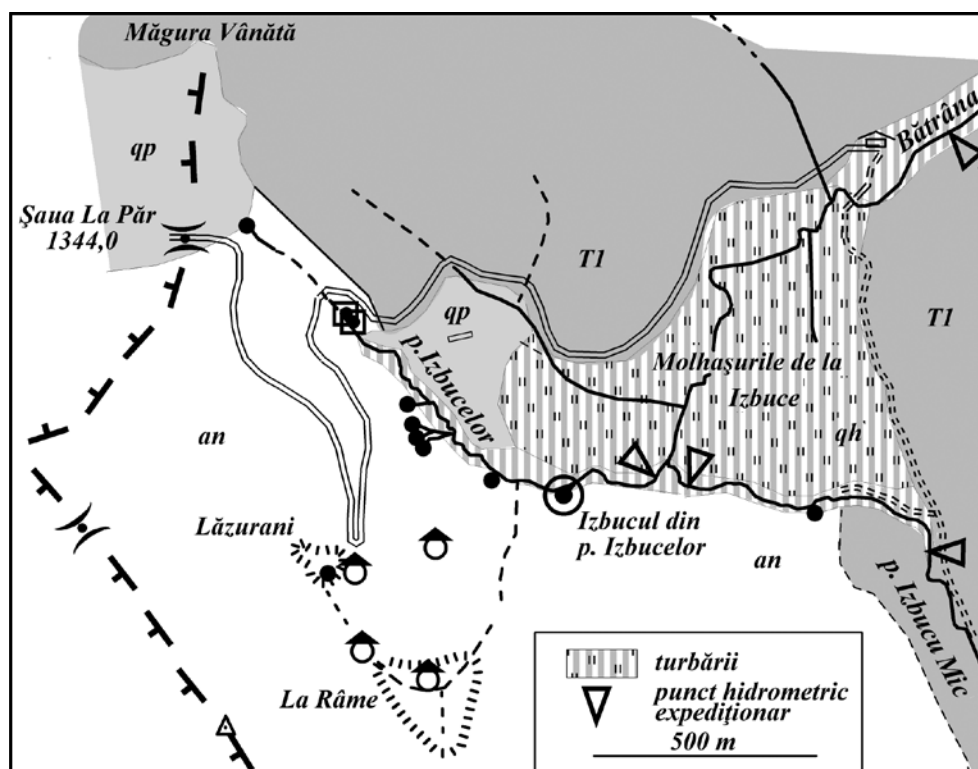 Măgura Vânătă
qp
Şaua La Păr
1344,0
Bătrâna
T1
qp
T1
p. Izbucelor
Molhaşurile de la
Izbuce
an
qh
Lăzurani
Izbucul din
p. Izbucelor
an
p. Izbucu Mic
La Râme
turbării
punct hidrometric
expediţionar
500 m